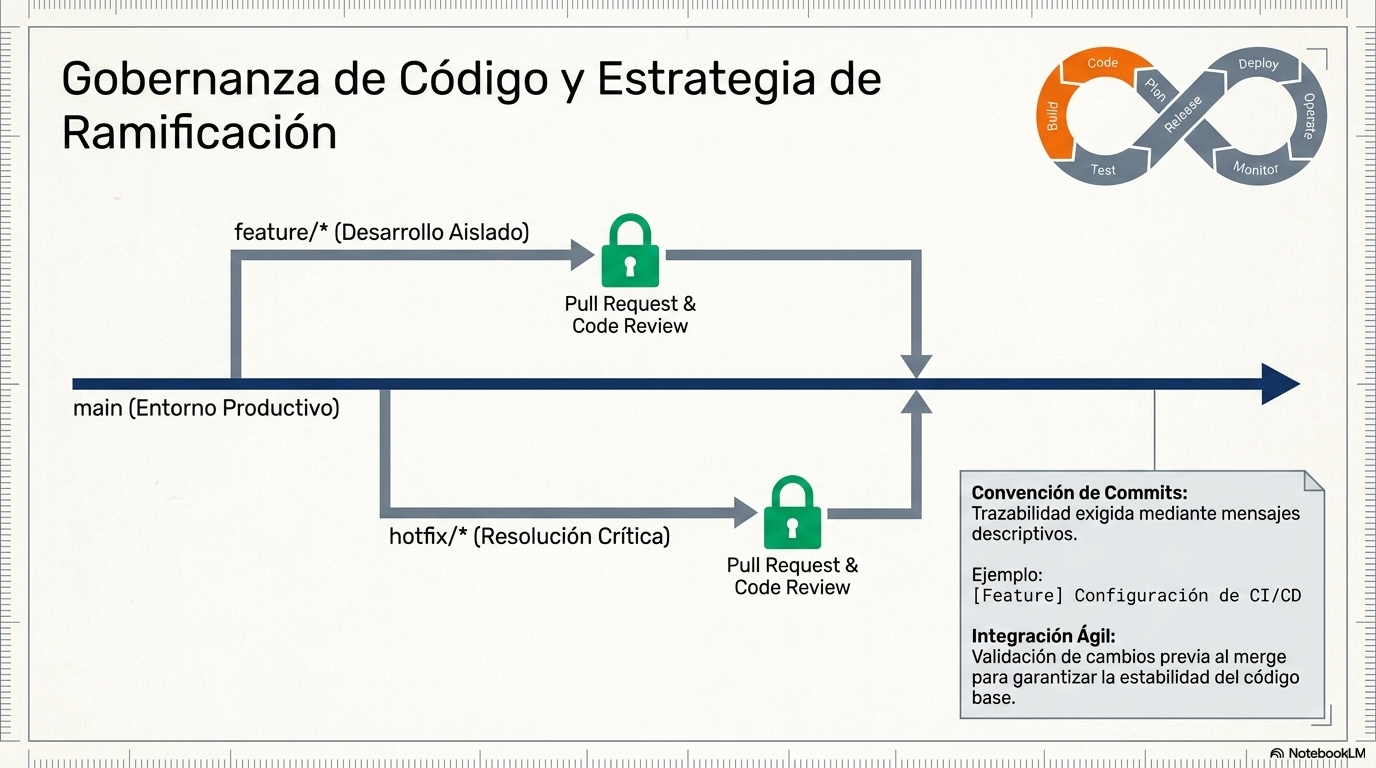 Gobernanza de Código y Estrategia de
Ramificación
Code
Plan
Build
Test
Release
Deploy
Operate
Monitor
feature/* (Desarrollo Aislado)
Pull Request &
Code Review
main (Entorno Productivo)
hotfix/* (Resolución Crítica)
Pull Request &
Code Review
Convención de Commits:
Trazabilidad exigida mediante mensajes
descriptivos.
Ejemplo:
[Feature] Configuración de CI/CD
Integración Ágil:
Validación de cambios previa al merge
para garantizar la estabilidad del código
base.
NotebookLM